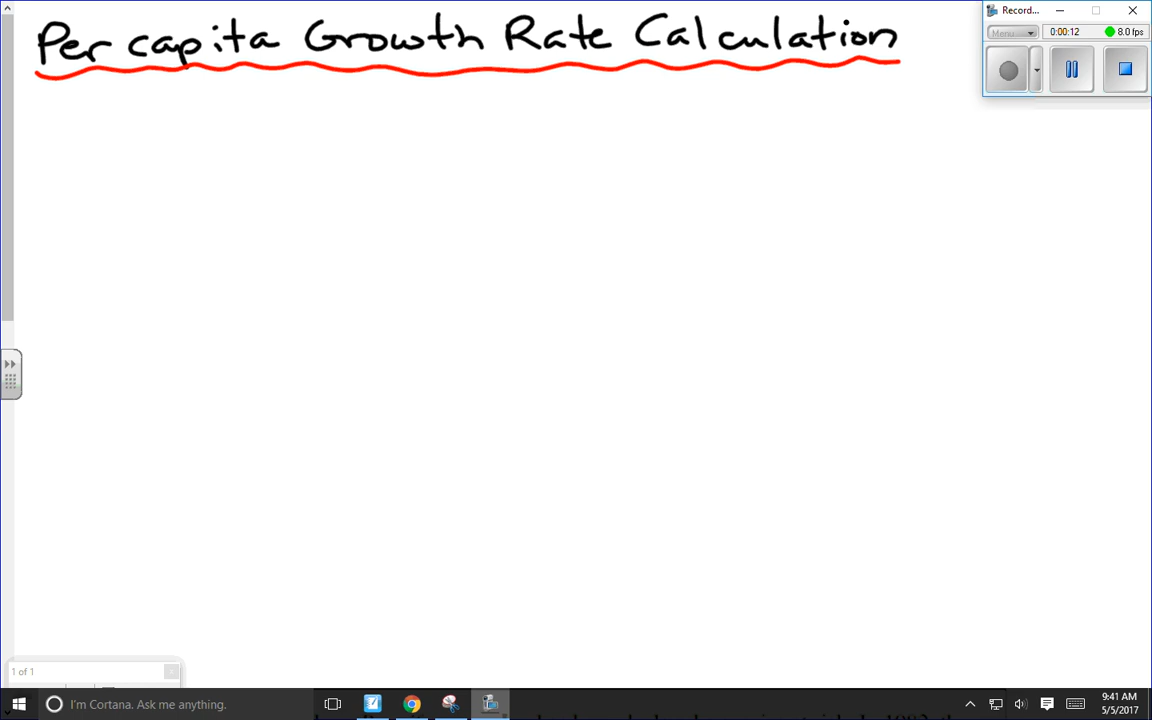 Per capita Growth Rate Calculation
Record...
Menu
0:00:12
8.0 fps
1 of 1
I'm Cortana. Ask me anything.
9:41 AM
5/5/2017